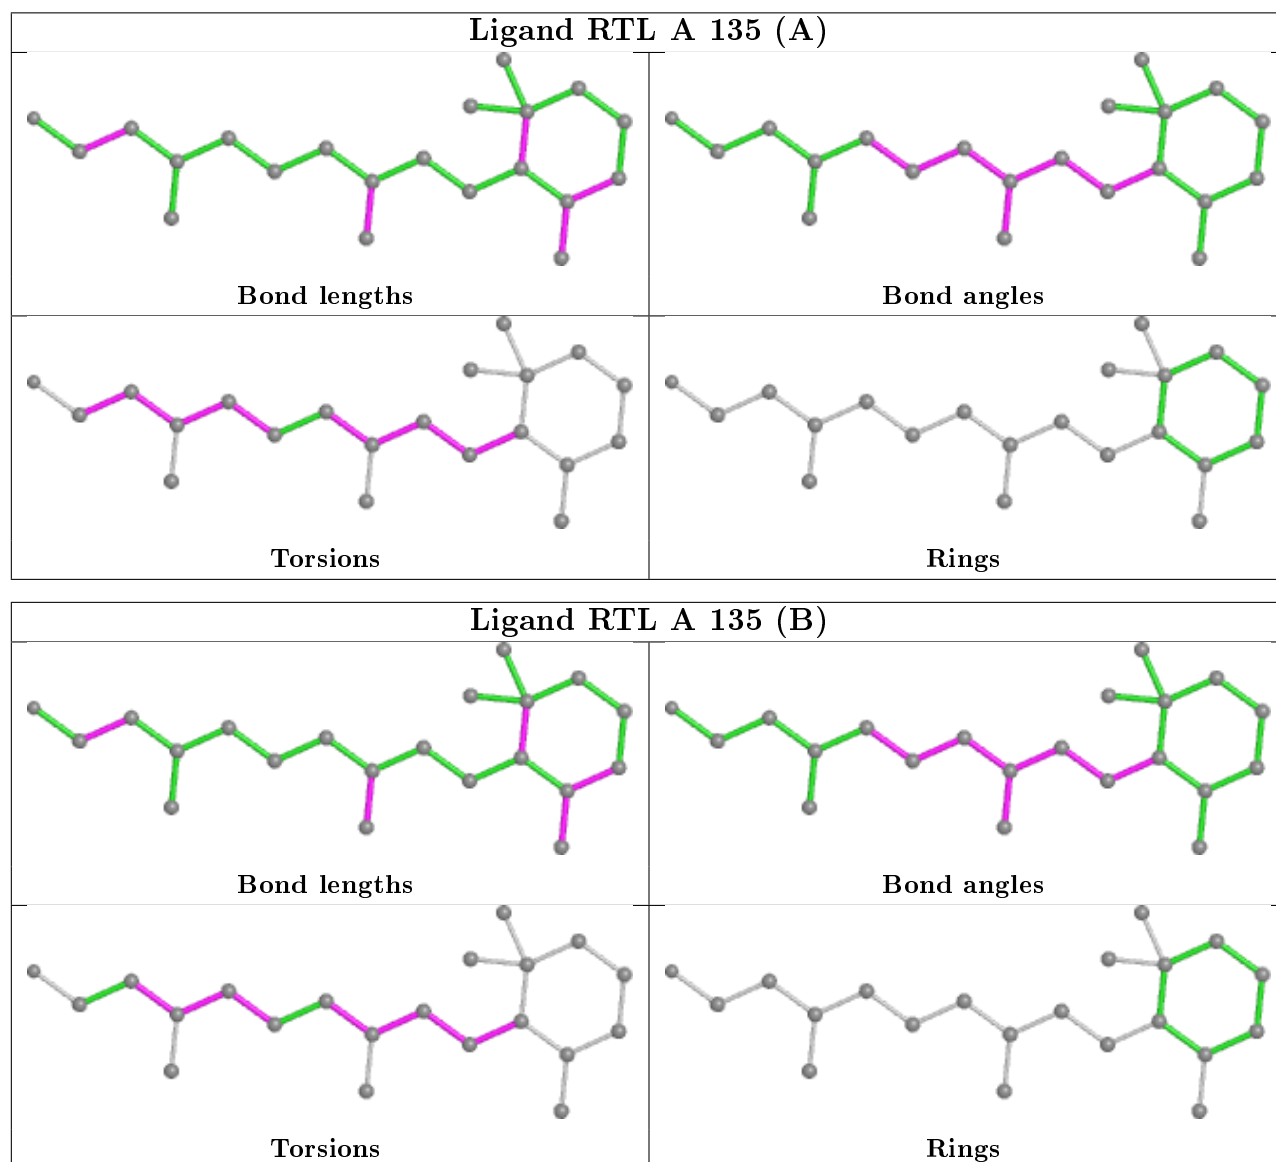 Ligand RTL A 135 (A)
Bond lengths
Bond angles
Torsions
Rings
Ligand RTL A 135 (B)
Bond lengths
Bond angles
Torsions
Rings